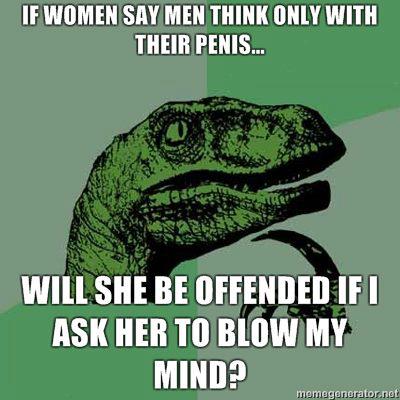 IF WOMEN SAY MEN THINK ONLY WITH
THEIR PENIS...
WILL SHE BE OFFENDED IF I
ASK HER TO BLOW MY
MIND?
memegenerator.net